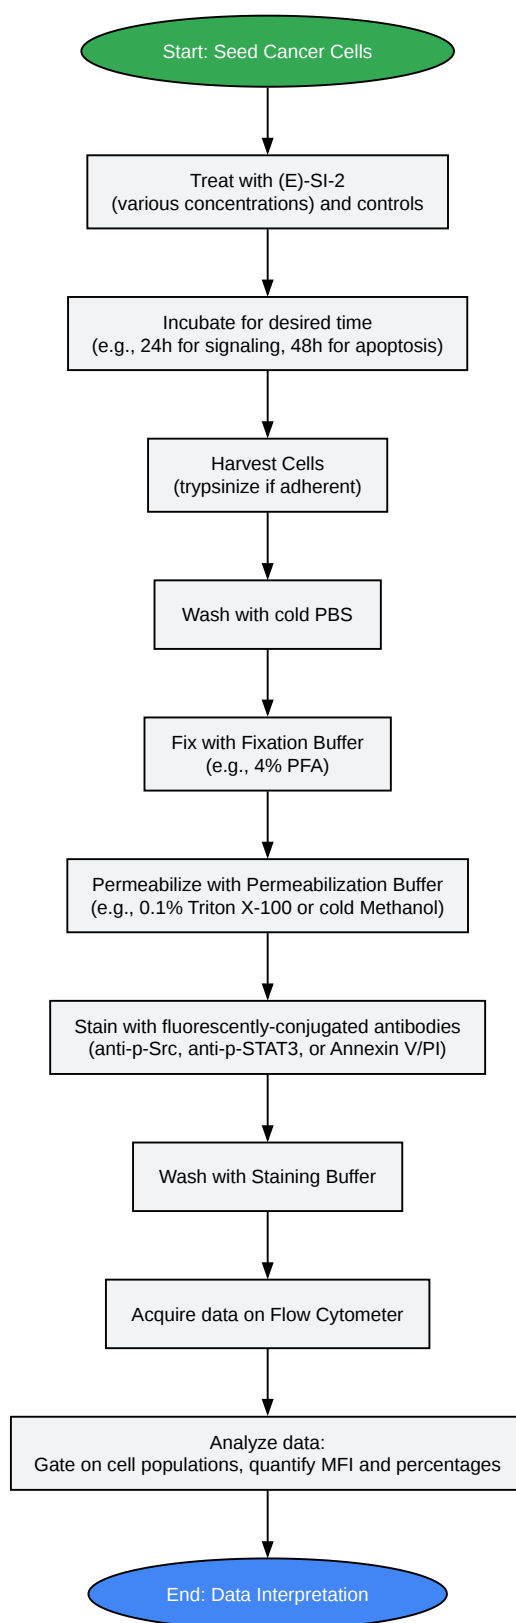 Start: Seed Cancer Cells
Treat with (E)-SI-2
(various concentrations) and controls
Incubate for desired time
(e.g., 24h for signaling, 48h for apoptosis)
Harvest Cells
(trypsinize if adherent)
Wash with cold PBS
Fix with Fixation Buffer
(e.g., 4% PFA)
Permeabilize with Permeabilization Buffer
(e.g., 0.1% Triton X-100 or cold Methanol)
Stain with fluorescently-conjugated antibodies
(anti-p-Src, anti-p-STAT3, or Annexin V/PI)
Wash with Staining Buffer
Acquire data on Flow Cytometer
Analyze data:
Gate on cell populations, quantify MFI and percentages
End: Data Interpretation